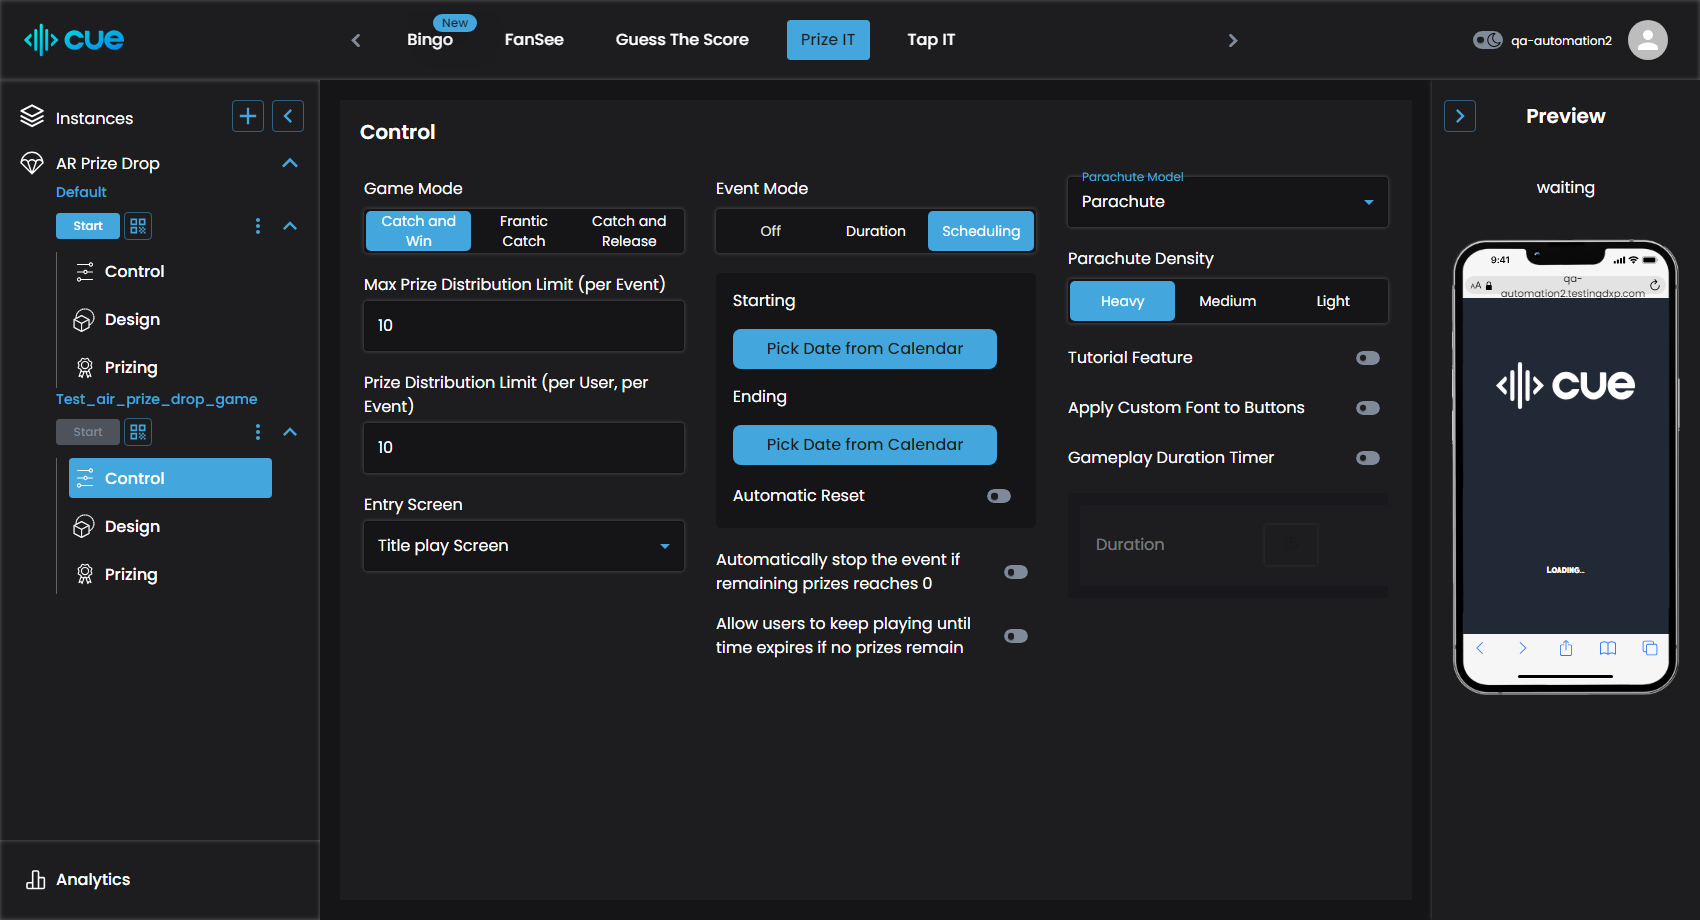 cue
New
Bingo
FanSee
Guess The Score
Prize IT
Tap IT
qa-automation2
Instances
AR Prize Drop
Default
Start
Control
Design
Prizing
Test_air_prize_drop_game
Start
Control
Design
Prizing
Analytics
Control
Game Mode
Catch and
Win
Frantic
Catch
Catch and
Release
Max Prize Distribution Limit (per Event)
10
Prize Distribution Limit (per User, per
Event)
10
Entry Screen
Title play Screen
Event Mode
Off
Duration
Scheduling
Starting
Pick Date from Calendar
Ending
Pick Date from Calendar
Automatic Reset
Automatically stop the event if
remaining prizes reaches 0
Allow users to keep playing until
time expires if no prizes remain
Parachute Model
Parachute
Parachute Density
Heavy
Medium
Light
Tutorial Feature
Apply Custom Font to Buttons
Gameplay Duration Timer
Duration
Preview
waiting
9:41
AA
qa-
automation2.testingdxp.com
cue
LOADING...